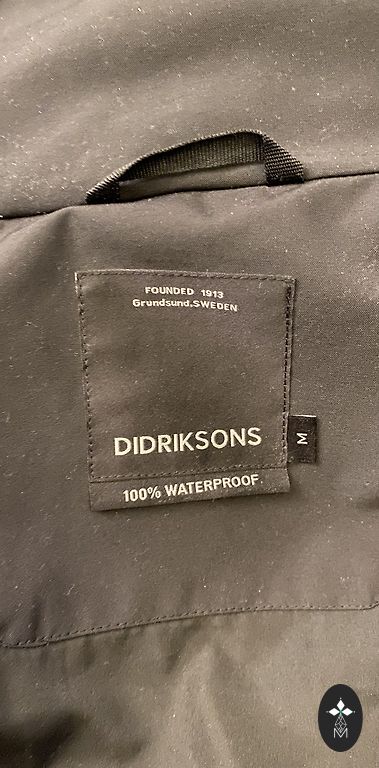 FOUNDED 1913
Grundsund.SWEDEN
DIDRIKSONS
M
100% WATERPROOF